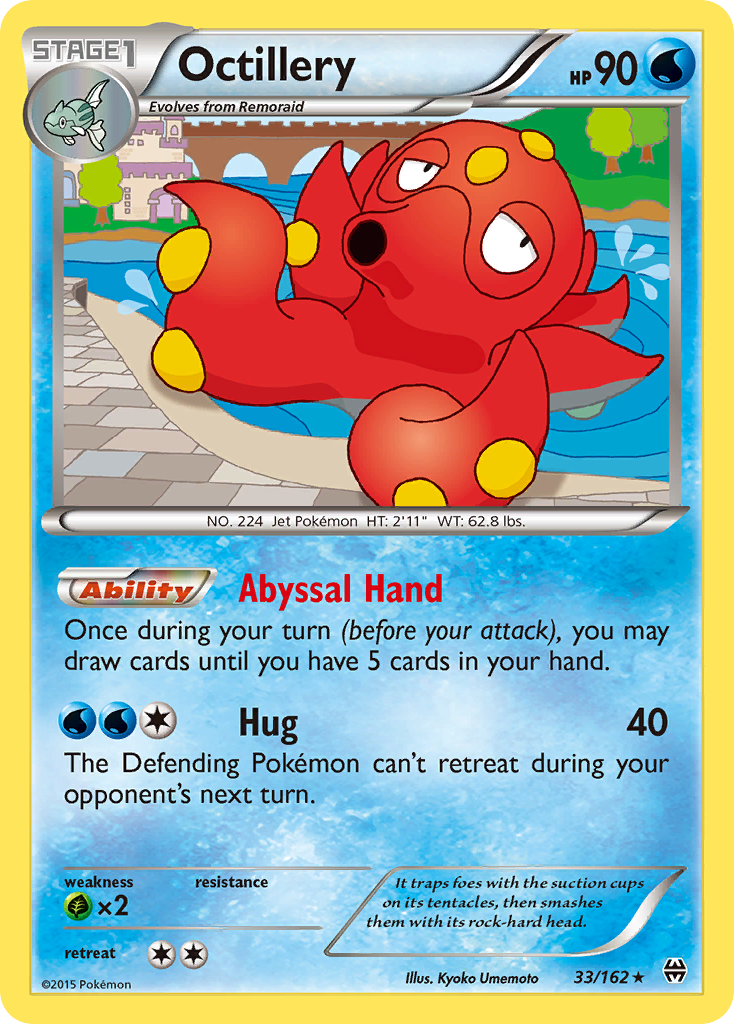 STAGE1
Octillery
HP 90
Evolves from Remoraid
NO. 224 Jet Pokémon HT: 2'11" WT: 62.8 lbs.
Ability Abyssal Hand
Once during your turn (before your attack), you may
draw cards until you have 5 cards in your hand.
Hug 40
The Defending Pokémon can't retreat during your
opponent's next turn.
weakness resistance
×2
retreat
It traps foes with the suction cups
on its tentacles, then smashes
them with its rock-hard head.
©2015 Pokémon
Illus. Kyoko Umemoto 33/162 ★